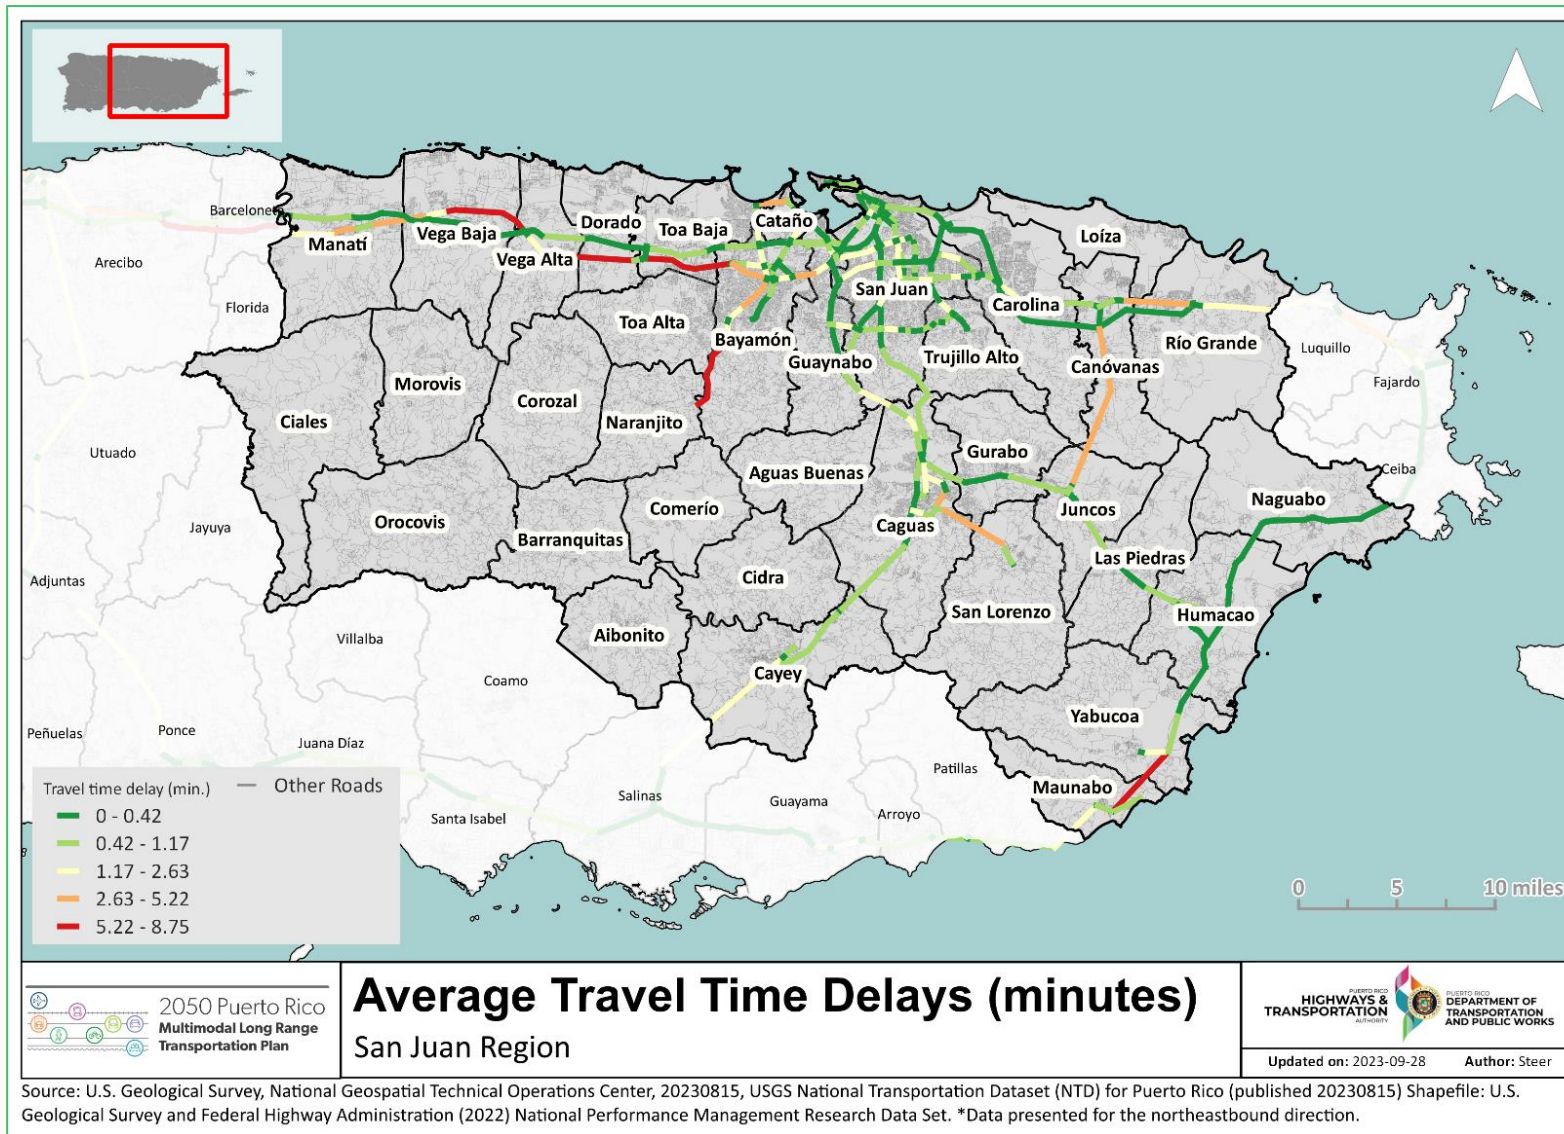 Barceloneta
Manatí
Vega Baja
Vega Alta
Dorado
Toa Baja
Cataño
Loíza
Arecibo
Florida
San Juan
Carolina
Toa Alta
Bayamón
Guaynabo
Trujillo Alto
Canóvanas
Río Grande
Luquillo
Fajardo
Ciales
Morovis
Corozal
Naranjito
Utuado
Aguas Buenas
Gurabo
Ceiba
Naguabo
Jayuya
Orocovis
Barranquitas
Comerío
Caguas
Juncos
Las Piedras
Adjuntas
Cidra
San Lorenzo
Humacao
Villalba
Aibonito
Coamo
Cayey
Yabucoa
Peñuelas
Ponce
Juana Díaz
Patillas
Maunabo
Salinas
Guayama
Arroyo
Santa Isabel
Travel time delay (min.)
Other Roads
0 - 0.42
0.42 - 1.17
1.17 - 2.63
2.63 - 5.22
5.22 - 8.75
0 5 10 miles
2050 Puerto Rico
Multimodal Long Range
Transportation Plan
Average Travel Time Delays (minutes)
San Juan Region
PUERTO RICO
HIGHWAYS &
TRANSPORTATION
AUTHORITY
PUERTO RICO
DEPARTMENT OF
TRANSPORTATION
AND PUBLIC WORKS
Updated on: 2023-09-28 Author: Steer
Source: U.S. Geological Survey, National Geospatial Technical Operations Center, 20230815, USGS National Transportation Dataset (NTD) for Puerto Rico (published 20230815) Shapefile: U.S.
Geological Survey and Federal Highway Administration (2022) National Performance Management Research Data Set. *Data presented for the northeastbound direction.